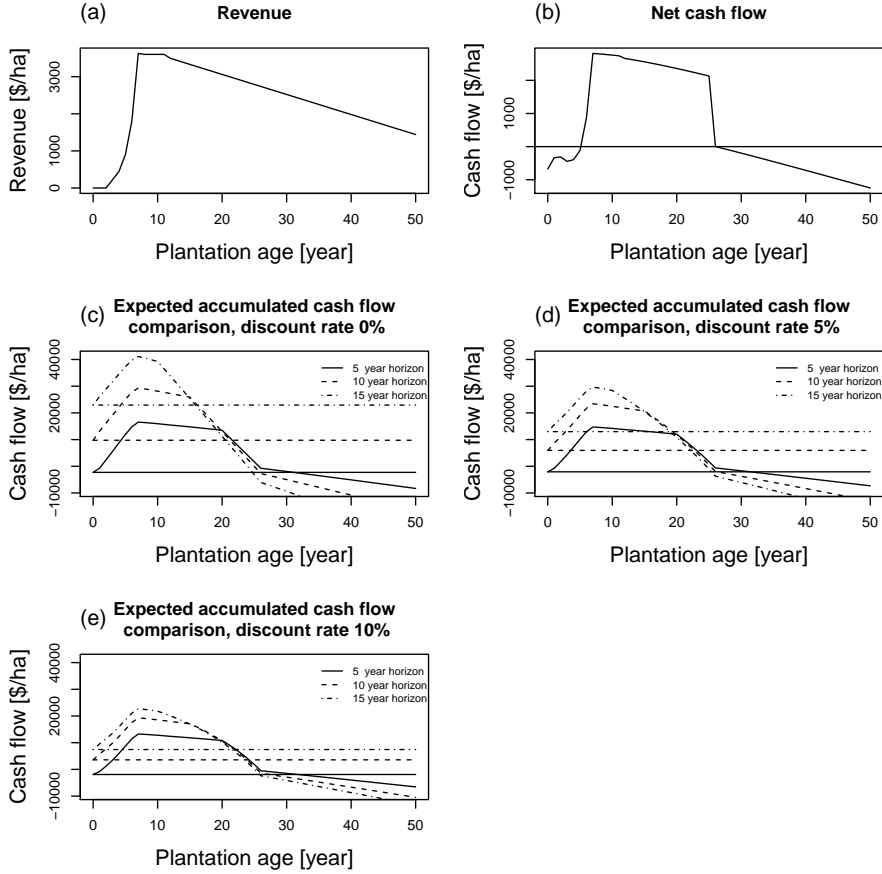 (a) Revenue
Revenue [$/ha]
3000
1000
0
0 10 20 30 40 50
Plantation age [year]
(b) Net cash flow
Cash flow [$/ha]
1000
−1000
0 10 20 30 40 50
Plantation age [year]
(c) Expected accumulated cash flow
comparison, discount rate 0%
Cash flow [$/ha]
40000
20000
−10000
5 year horizon
10 year horizon
15 year horizon
0 10 20 30 40 50
Plantation age [year]
(d) Expected accumulated cash flow
comparison, discount rate 5%
Cash flow [$/ha]
40000
20000
−10000
5 year horizon
10 year horizon
15 year horizon
0 10 20 30 40 50
Plantation age [year]
(e) Expected accumulated cash flow
comparison, discount rate 10%
Cash flow [$/ha]
40000
20000
−10000
5 year horizon
10 year horizon
15 year horizon
0 10 20 30 40 50
Plantation age [year]